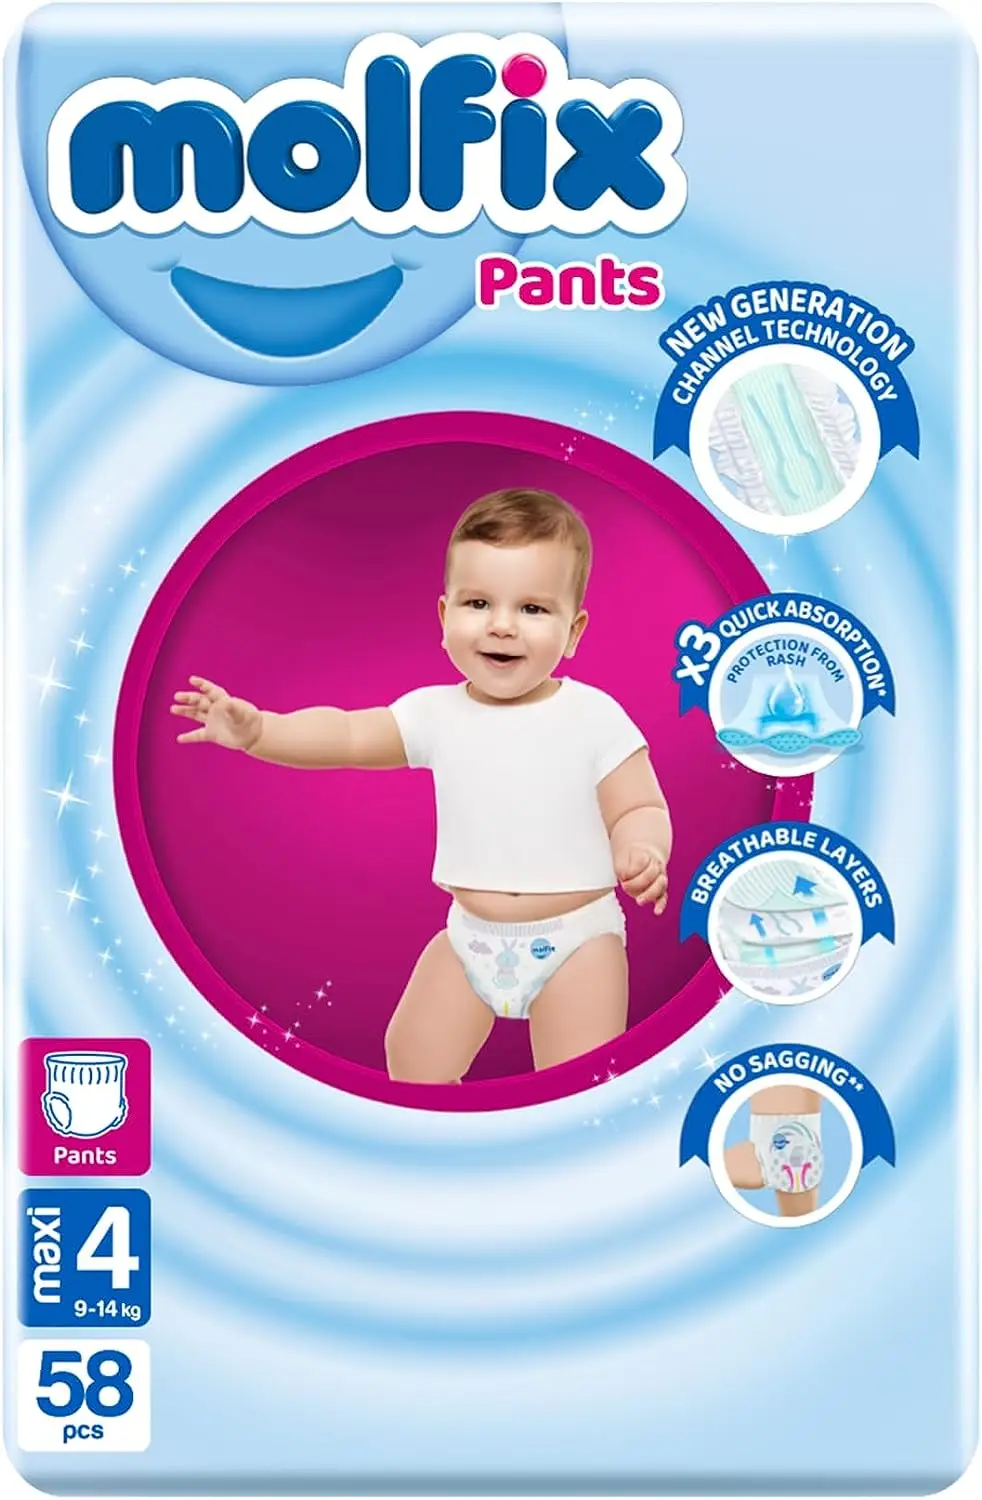 molfix
Pants
NEW GENERATION
CHANNEL TECHNOLOGY
x3 QUICK ABSORPTION*
PROTECTION FROM
RASH
BREATHABLE LAYERS
NO SAGGING**
molfix
Pants
maxi 4
9-14 kg
58
pcs